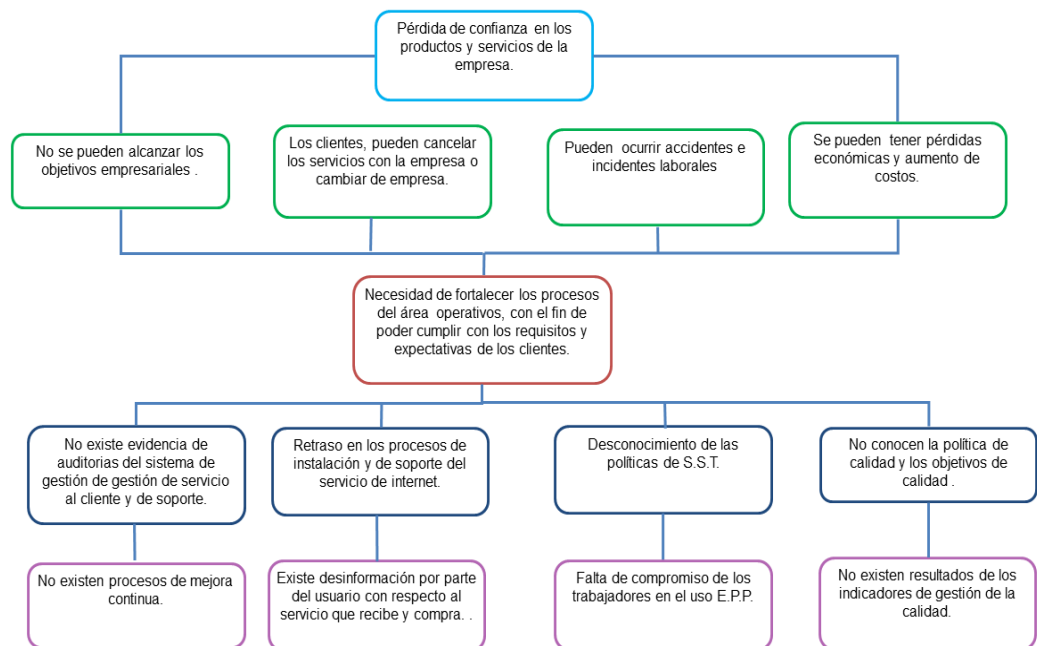 Pérdida de confianza en los
productos y servicios de la
empresa.
No se pueden alcanzar los
objetivos empresariales .
Los clientes, pueden cancelar
los servicios con la empresa o
cambiar de empresa.
Pueden ocurrir accidentes e
incidentes laborales
Se pueden tener pérdidas
económicas y aumento de
costos.
Necesidad de fortalecer los procesos
del área operativos, con el fin de
poder cumplir con los requisitos y
expectativas de los clientes.
No existe evidencia de
auditorias del sistema de
gestión de gestión de servicio
al cliente y de soporte.
Retraso en los procesos de
instalación y de soporte del
servicio de internet.
Desconocimiento de las
políticas de S.S.T.
No conocen la política de
calidad y los objetivos de
calidad .
No existen procesos de mejora
continua.
Existe desinformación por parte
del usuario con respecto al
servicio que recibe y compra. .
Falta de compromiso de los
trabajadores en el uso E.P.P.
No existen resultados de los
indicadores de gestión de la
calidad.